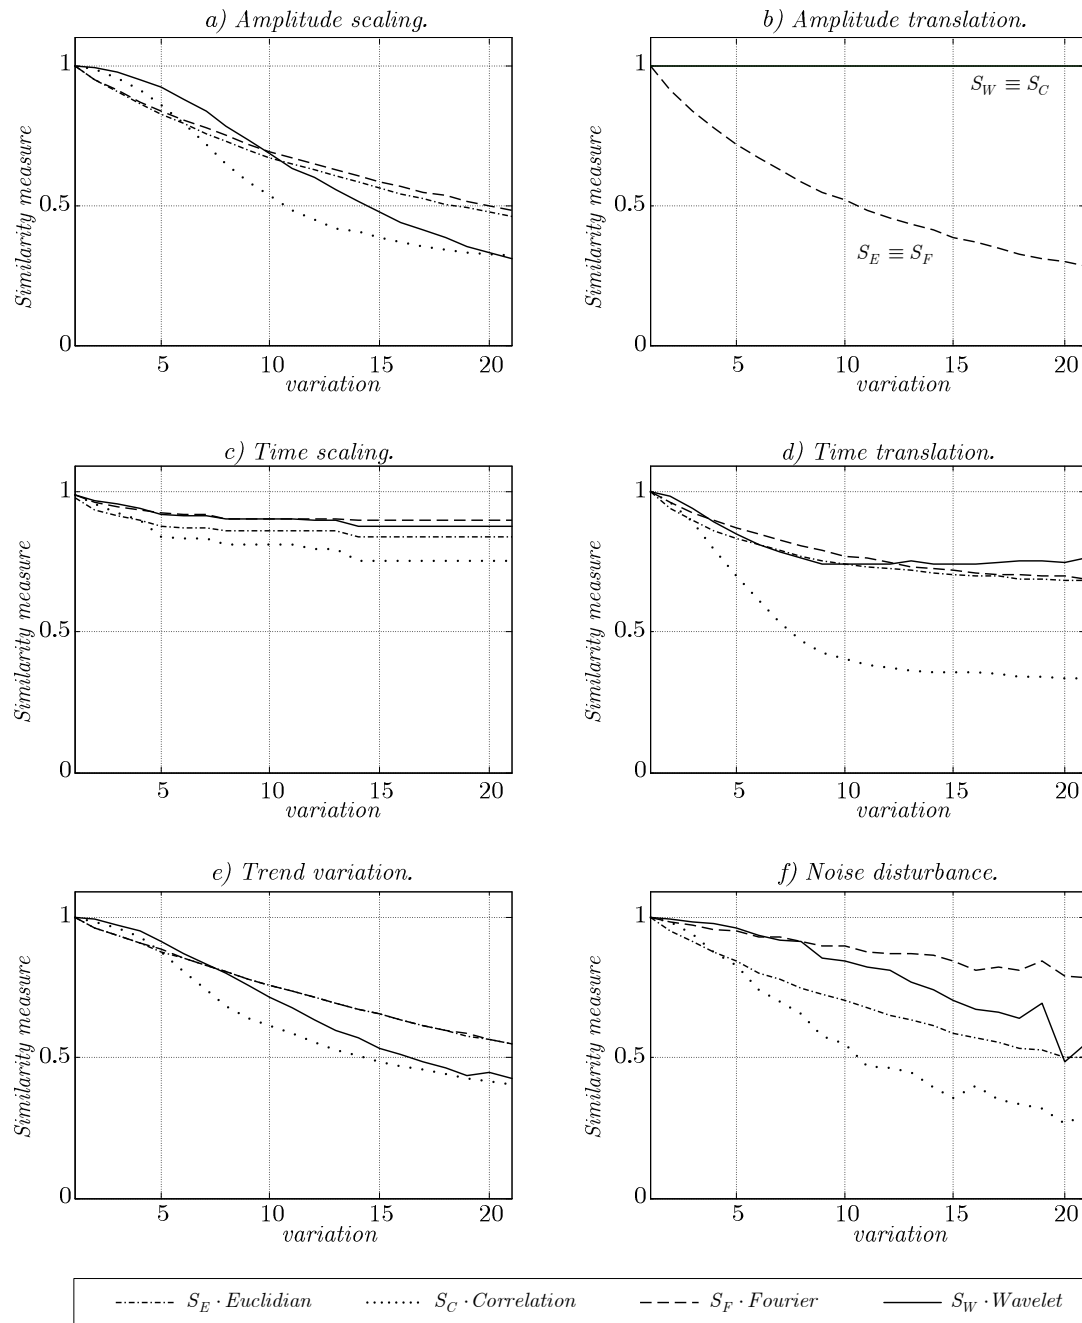 a) Amplitude scaling.
b) Amplitude translation.
1
0.5
0
Similarity measure
5 10 15 20
variation
1
0.5
0
Similarity measure
S_W ≡ S_C
S_E ≡ S_F
5 10 15 20
variation
c) Time scaling.
d) Time translation.
1
0.5
0
Similarity measure
5 10 15 20
variation
1
0.5
0
Similarity measure
5 10 15 20
variation
e) Trend variation.
f) Noise disturbance.
1
0.5
0
Similarity measure
5 10 15 20
variation
1
0.5
0
Similarity measure
5 10 15 20
variation
S_E · Euclidian S_C · Correlation S_F · Fourier S_W · Wavelet